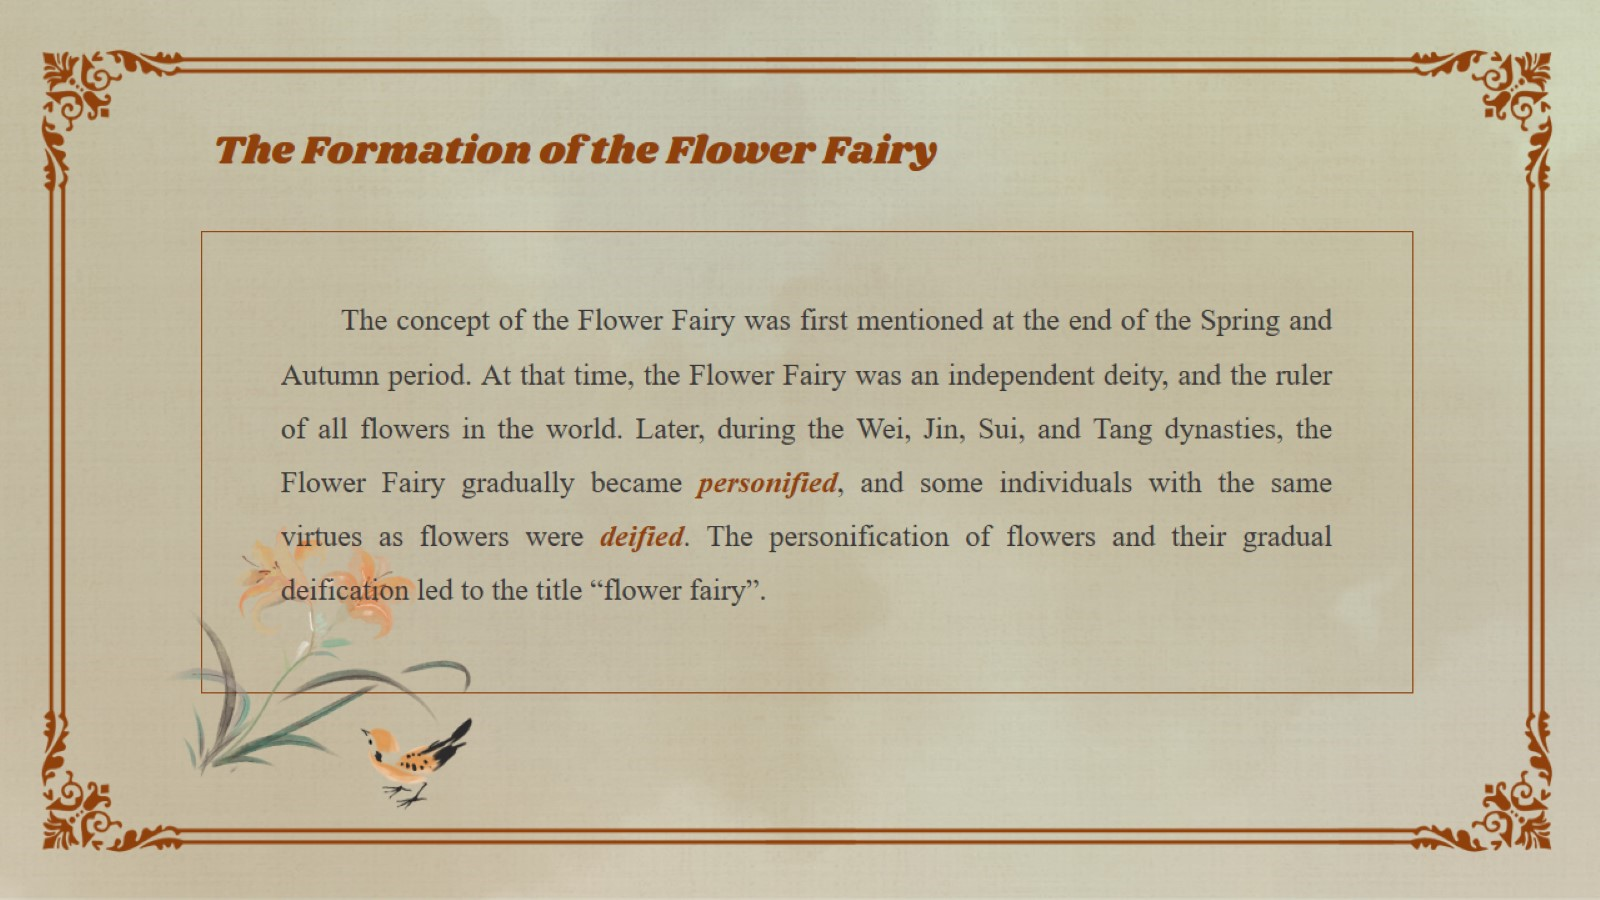 The Formation of the Flower Fairy
The concept of the Flower Fairy was first mentioned at the end of the Spring and
Autumn period. At that time, the Flower Fairy was an independent deity, and the ruler
of all flowers in the world. Later, during the Wei, Jin, Sui, and Tang dynasties, the
Flower Fairy gradually became personified, and some individuals with the same
virtues as flowers were deified. The personification of flowers and their gradual
deification led to the title “flower fairy”.